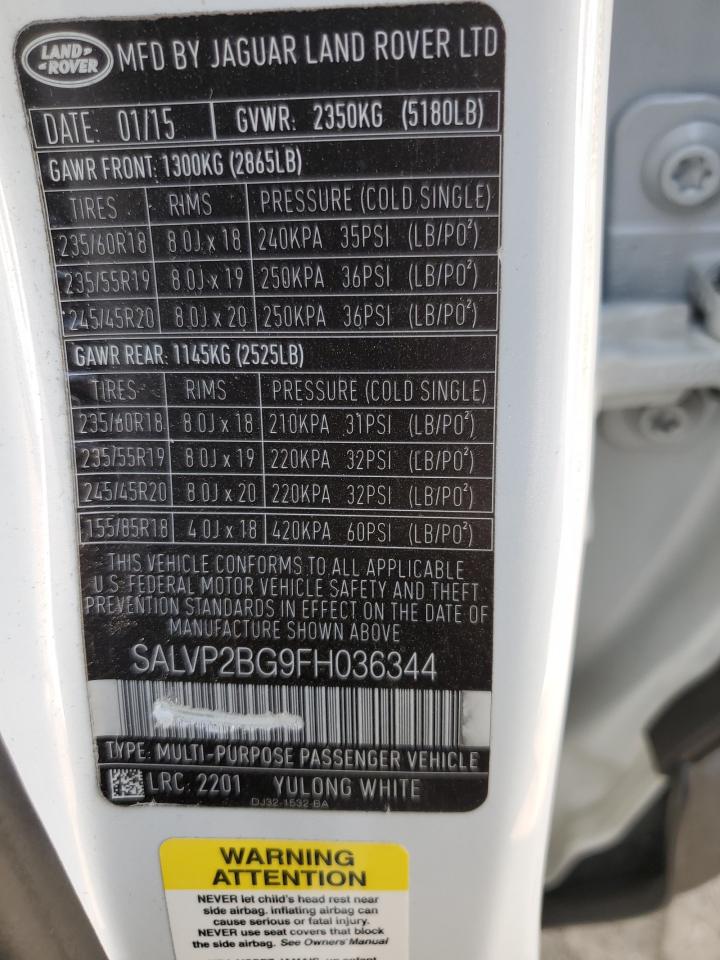 LAND ROVER MFD BY JAGUAR LAND ROVER LTD
DATE: 01/15 GVWR: 2350KG (5180LB)
GAWR FRONT: 1300KG (2865LB)
TIRES RIMS PRESSURE (COLD SINGLE)
235/60R18 8.0J x 18 240KPA 35PSI (LB/PO²)
235/55R19 8.0J x 19 250KPA 36PSI (LB/PO²)
245/45R20 8.0J x 20 250KPA 36PSI (LB/PO²)
GAWR REAR: 1145KG (2525LB)
TIRES RIMS PRESSURE (COLD SINGLE)
235/60R18 8.0J x 18 210KPA 31PSI (LB/PO²)
235/55R19 8.0J x 19 220KPA 32PSI (LB/PO²)
245/45R20 8.0J x 20 220KPA 32PSI (LB/PO²)
155/85R18 4.0J x 18 420KPA 60PSI (LB/PO²)
THIS VEHICLE CONFORMS TO ALL APPLICABLE
U.S. FEDERAL MOTOR VEHICLE SAFETY AND THEFT
PREVENTION STANDARDS IN EFFECT ON THE DATE OF
MANUFACTURE SHOWN ABOVE
SALVP2BG9FH036344
TYPE: MULTI-PURPOSE PASSENGER VEHICLE
LRC: 2201 YULONG WHITE
DJ32-1532-BA
WARNING
ATTENTION
NEVER let child's head rest near
side airbag. inflating airbag can
cause serious or fatal injury.
NEVER use seat covers that block
the side airbag. See Owners' Manual